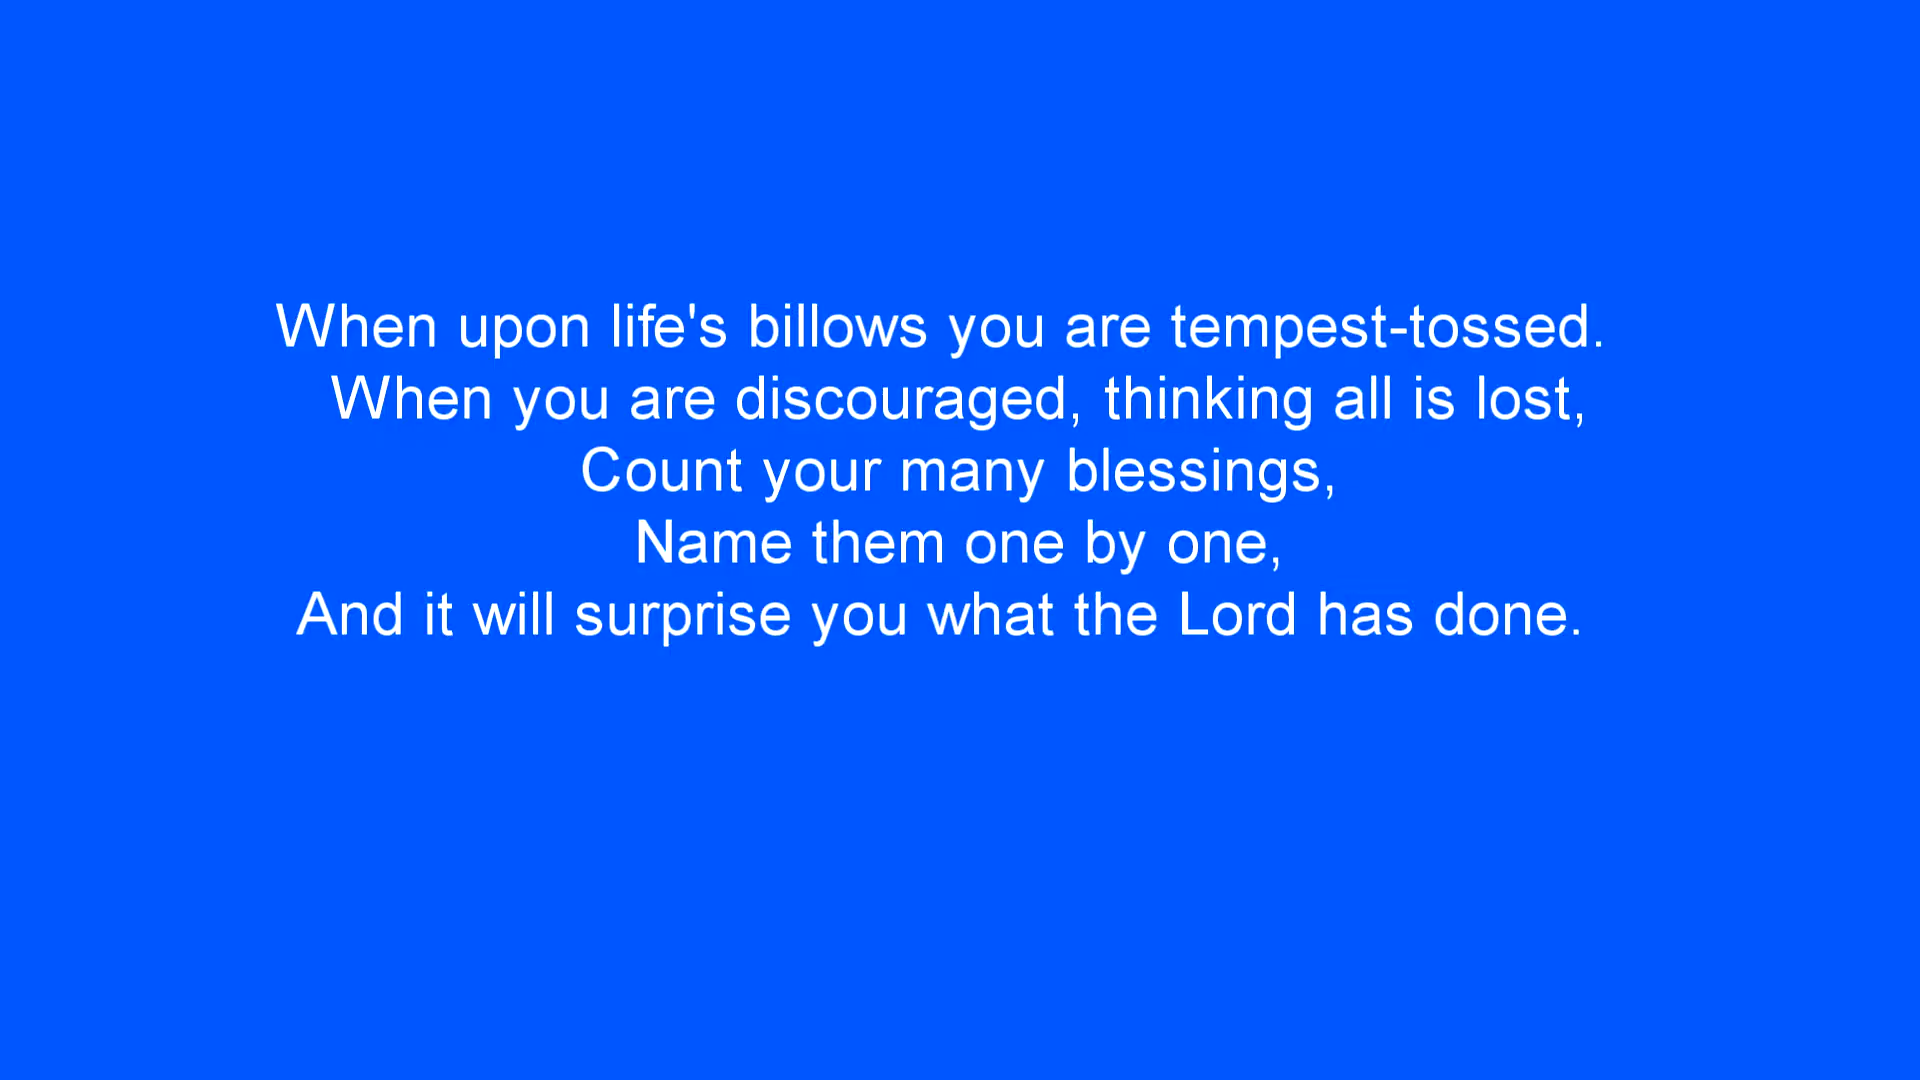 When upon life's billows you are tempest-tossed.
When you are discouraged, thinking all is lost,
Count your many blessings,
Name them one by one,
And it will surprise you what the Lord has done.